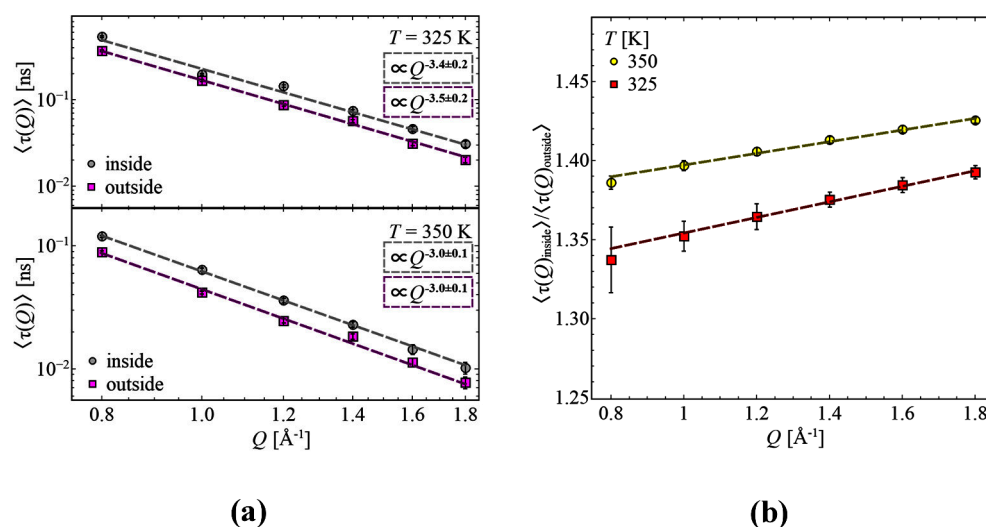 T = 325 K
∝Q^-3.4±0.2
∝Q^-3.5±0.2
⟨τ(Q)⟩ [ns]
10^-1
10^-2
inside
outside
T = 350 K
∝Q^-3.0±0.1
∝Q^-3.0±0.1
⟨τ(Q)⟩ [ns]
10^-1
10^-2
inside
outside
0.8 1.0 1.2 1.4 1.6 1.8
Q [Å^-1]
(a)
T [K]
350
325
⟨τ(Q)_inside⟩/⟨τ(Q)_outside⟩
1.45
1.40
1.35
1.30
1.25
0.8 1 1.2 1.4 1.6 1.8
Q [Å^-1]
(b)